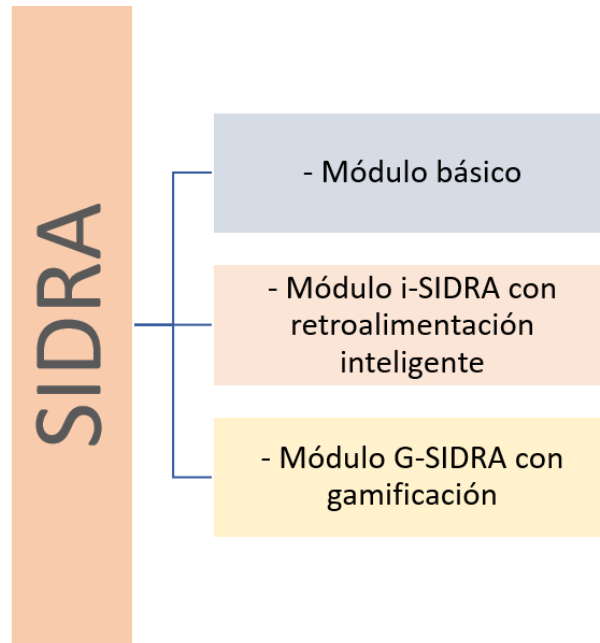 SIDRA
- Módulo básico
- Módulo i-SIDRA con
retroalimentación
inteligente
- Módulo G-SIDRA con
gamificación